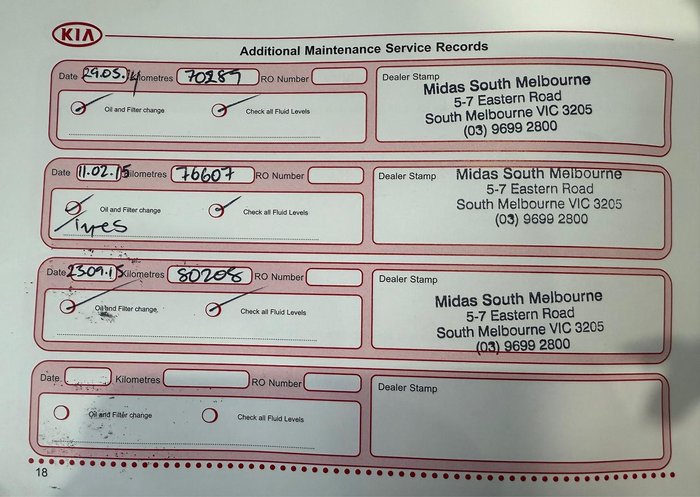 KIA
Additional Maintenance Service Records
Date 29.05.14 Kilometres 70289 RO Number
Oil and Filter change Check all Fluid Levels
Dealer Stamp
Midas South Melbourne
5-7 Eastern Road
South Melbourne VIC 3205
(03) 9699 2800
Date 11.02.15 Kilometres 76607 RO Number
Oil and Filter change Check all Fluid Levels
Tyres
Dealer Stamp
Midas South Melbourne
5-7 Eastern Road
South Melbourne VIC 3205
(03) 9699 2800
Date 23.09.15 Kilometres 80208 RO Number
Oil and Filter change Check all Fluid Levels
Dealer Stamp
Midas South Melbourne
5-7 Eastern Road
South Melbourne VIC 3205
(03) 9699 2800
Date Kilometres RO Number
Oil and Filter change Check all Fluid Levels
Dealer Stamp
18